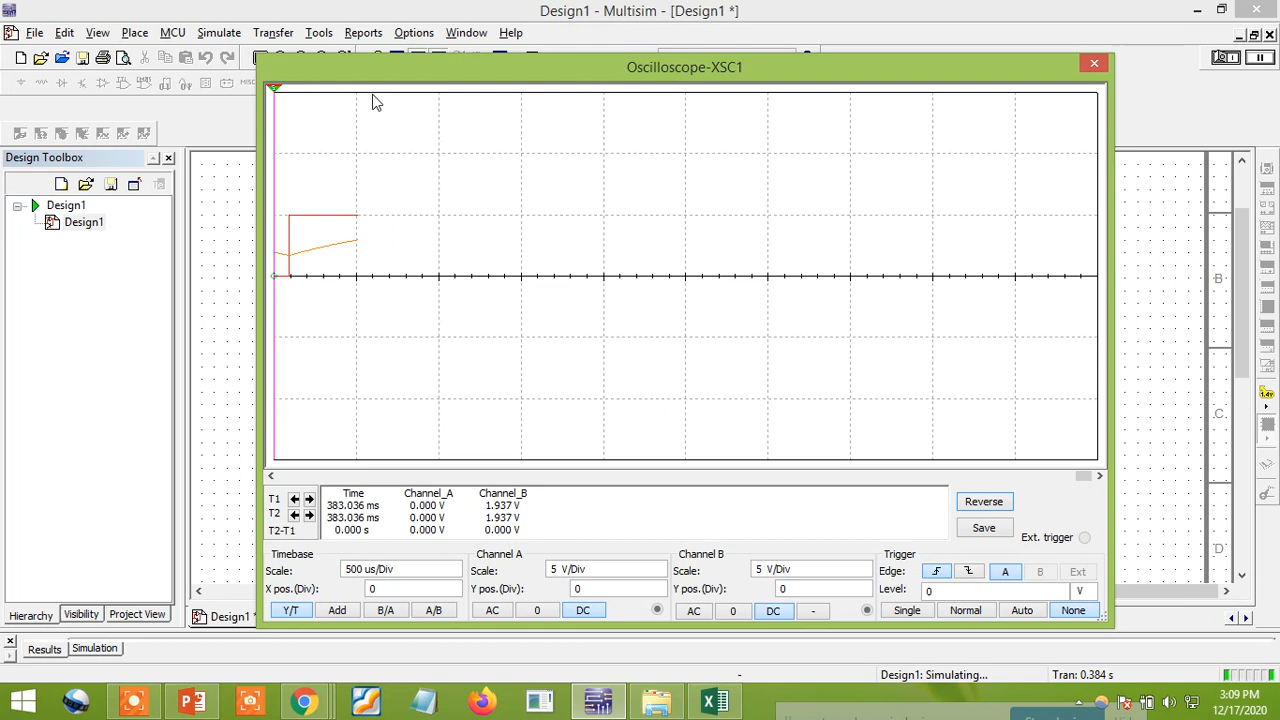 Design1 - Multisim - [Design1 *]
File Edit View Place MCU Simulate Transfer Tools Reports Options Window Help
Oscilloscope-XSC1
Design Toolbox
Design1
Design1
B
C
D
T1
T2
T2-T1
Time Channel_A Channel_B
383.036 ms 0.000 V 1.937 V
383.036 ms 0.000 V 1.937 V
0.000 s 0.000 V 0.000 V
Reverse
Save
Ext. trigger
Timebase Channel A Channel B Trigger
Scale: 500 us/Div Scale: 5 V/Div Scale: 5 V/Div Edge: A B Ext
X pos.(Div): 0 Y pos.(Div): 0 Y pos.(Div): 0 Level: 0 V
Y/T Add B/A A/B AC 0 DC AC 0 DC - Single Normal Auto None
Hierarchy Visibility Project View
Design1
Results Simulation
-
Design1: Simulating... Tran: 0.384 s
3:09 PM
12/17/2020